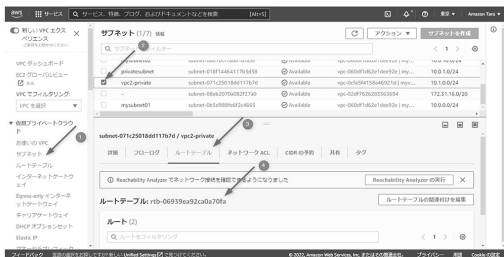 aws
サービス
サービス、特徴、ブログ、およびドキュメントなどを検索
[Alt+S]
東京 ▼
Amazon Taro ▼
新しい VPC エクスペリエンス
VPC ダッシュボード
EC2 グローバルビュー
VPC でフィルタリング:
VPC を選択
仮想プライベートクラウド
お使いの VPC
サブネット
ルートテーブル
インターネットゲートウェイ
Egress-only インターネットゲートウェイ
キャリアゲートウェイ
DHCP オプションセット
Elastic IP
サブネット (1/7) 情報
アクション ▼
サブネットを作成
1
privatesubnet
subnet-018f14464117b5d58
Available
10.0.1.0/24
vpc2-private
subnet-071c25018dd117b7d
Available
10.1.0.0/24
-
Available
172.31.16.0/20
mysubnet01
Available
10.0.0.0/24
subnet-071c25018dd117b7d / vpc2-private
詳細
フローログ
ルートテーブル
ネットワーク ACL
CIDR の予約
共有
タグ
Reachability Analyzer でネットワーク接続を確認できるようになりました
Reachability Analyzer の実行
ルートテーブル: rtb-06939ea92ca0a70fa
ルートテーブルの関連付けを編集
ルート (2)
ルートをフィルタリング
1
1
2
3
4
フィードバック
© 2022, Amazon Web Services, Inc. またはその関連会社。
プライバシー
用語
Cookie の設定